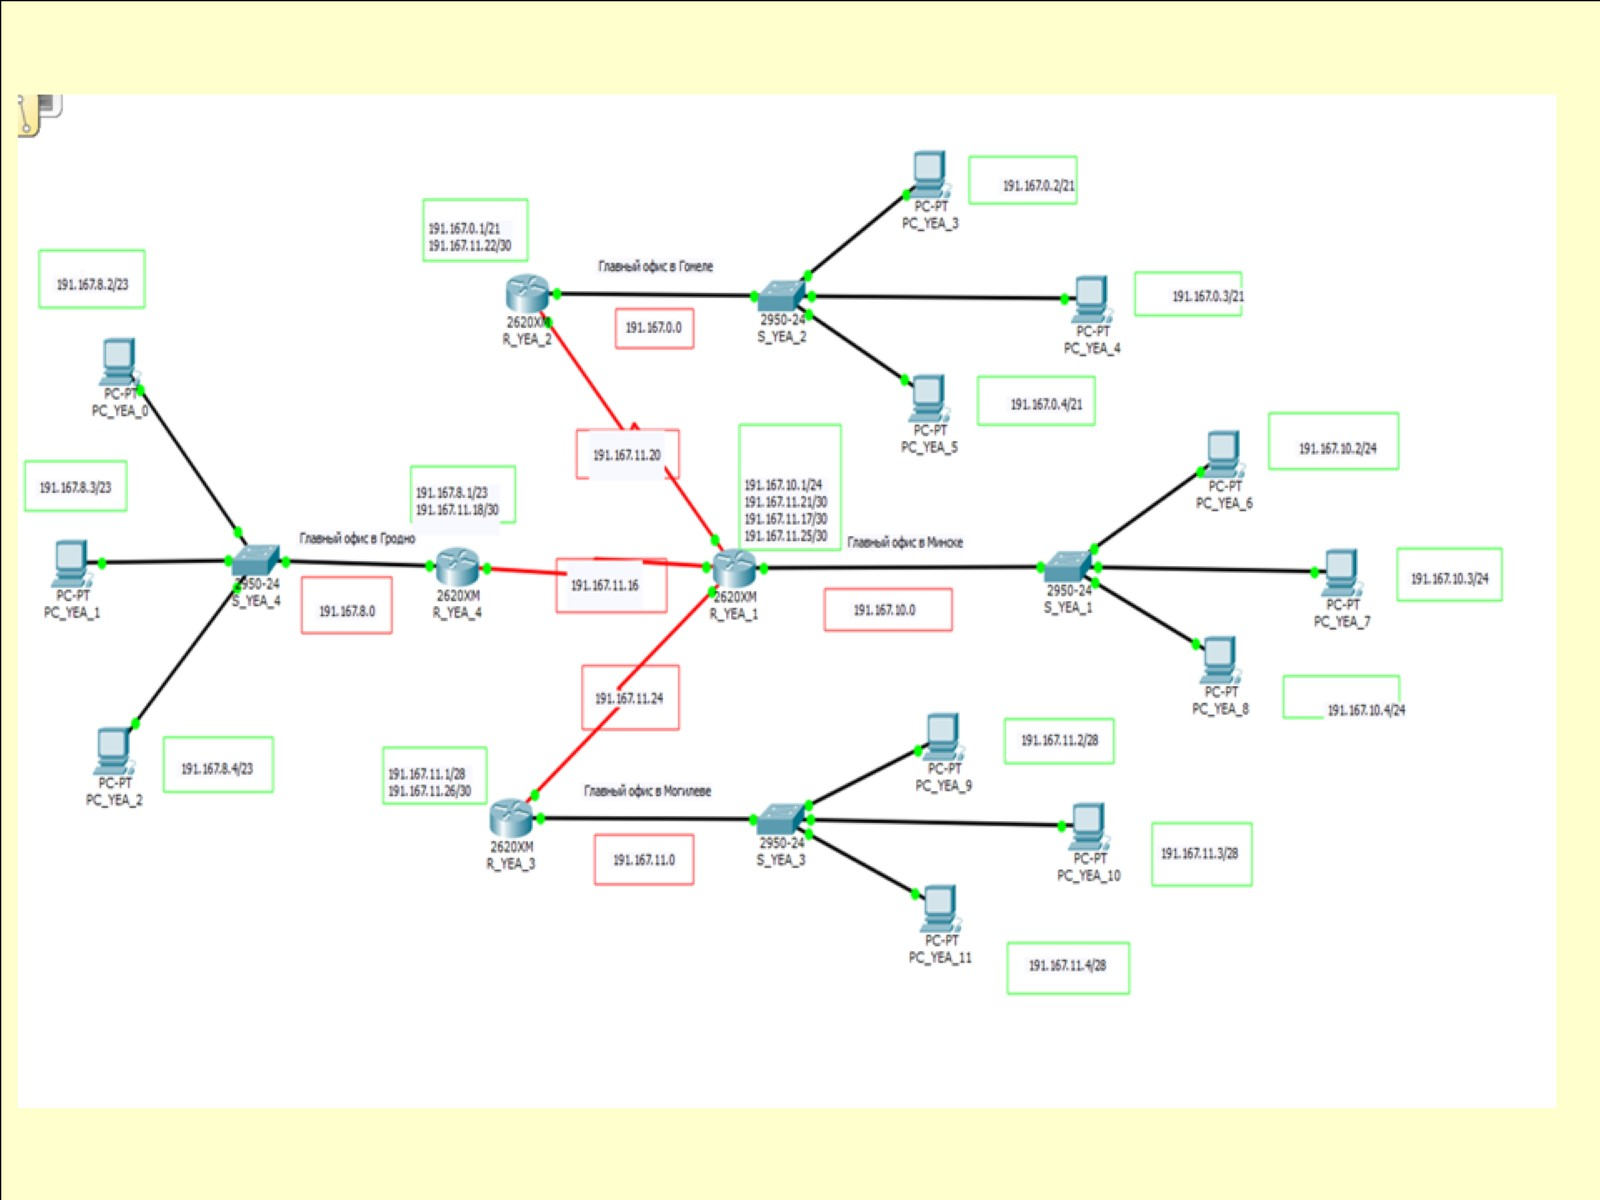 191.167.0.2/21
PC-PT
PC_YEA_3
191.167.0.1/21
191.167.11.22/30
Главный офис в Гомеле
191.167.8.2/23
191.167.0.3/21
2620XM
R_YEA_2
191.167.0.0
2950-24
S_YEA_2
PC-PT
PC_YEA_4
PC-PT
PC_YEA_0
191.167.0.4/21
PC-PT
PC_YEA_5
191.167.11.20
191.167.10.2/24
PC-PT
PC_YEA_6
191.167.8.3/23
191.167.8.1/23
191.167.11.18/30
191.167.10.1/24
191.167.11.21/30
191.167.11.17/30
191.167.11.25/30
Главный офис в Гродно
Главный офис в Минске
PC-PT
PC_YEA_1
2950-24
S_YEA_4
191.167.8.0
2620XM
R_YEA_4
191.167.11.16
2620XM
R_YEA_1
191.167.10.0
2950-24
S_YEA_1
191.167.10.3/24
PC-PT
PC_YEA_7
191.167.11.24
PC-PT
PC_YEA_8
191.167.10.4/24
191.167.8.4/23
PC-PT
PC_YEA_2
191.167.11.1/28
191.167.11.26/30
Главный офис в Могилеве
191.167.11.2/28
PC-PT
PC_YEA_9
2620XM
R_YEA_3
191.167.11.0
2950-24
S_YEA_3
191.167.11.3/28
PC-PT
PC_YEA_10
PC-PT
PC_YEA_11
191.167.11.4/28